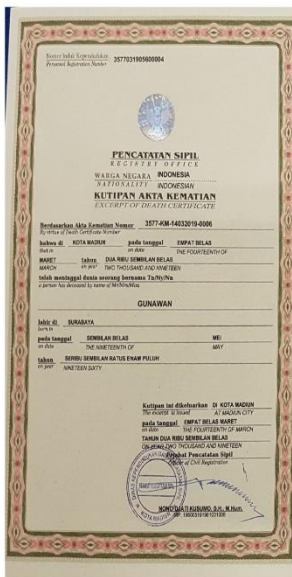 Nomor Induk Kependudukan 3577031905600004
Personal Registration Number
PENCATATAN SIPIL
REGISTRY OFFICE
WARGA NEGARA INDONESIA
NATIONALITY INDONESIAN
KUTIPAN AKTA KEMATIAN
EXCERPT OF DEATH CERTIFICATE
Berdasarkan Akta Kematian Nomor 3577-KM-14032019-0006
By virtue of Death Certificate Number
bahwa di KOTA MADIUN pada tanggal EMPAT BELAS
that in on date THE FOURTEENTH OF
MARET tahun DUA RIBU SEMBILAN BELAS
MARCH on year TWO THOUSAND AND NINETEEN
telah meninggal dunia seorang bernama Tn/Ny/Nn
a person has deceased by name of Mr/Mrs/Miss
GUNAWAN
lahir di SURABAYA
born in
pada tanggal SEMBILAN BELAS MEI
on date THE NINETEENTH OF MAY
tahun SERIBU SEMBILAN RATUS ENAM PULUH
on year NINETEEN SIXTY
Kutipan ini dikeluarkan DI KOTA MADIUN
The excerpt is issued AT MADIUN CITY
pada tanggal EMPAT BELAS MARET
on date THE FOURTEENTH OF MARCH
TAHUN DUA RIBU SEMBILAN BELAS
ON YEAR TWO THOUSAND AND NINETEEN
Pejabat Pencatatan Sipil
Officer of Civil Registration
NONO DJATI KUSUMO, S.H., M.Hum.